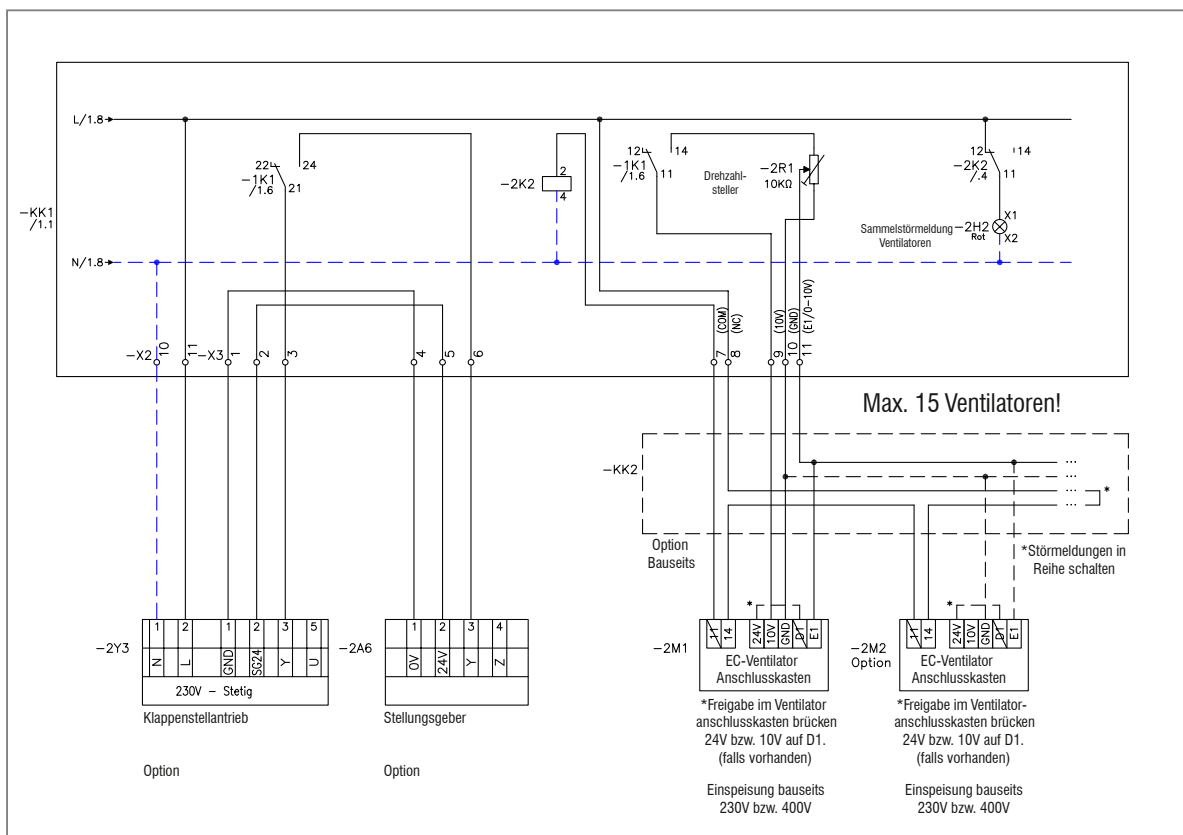 L/1.8
22
24
-1K1
/1.6
21
-2K2
2
4
12
14
-1K1
/1.6
11
Drehzahl-
steller
-2R1
10KΩ
12
14
-2K2
/.4
11
-KK1
/1.1
Sammelstörmeldung
Ventilatoren
-2H2
Rot
X1
X2
N/1.8
(COM)
(NC)
(10V)
(GND)
(E1/0-10V)
-X2
10
11
-X3
1
2
3
4
5
6
7
8
9
10
11
Max. 15 Ventilatoren!
-KK2
...
...
...
...
*
Option
Bauseits
*Störmeldungen in
Reihe schalten
-2Y3
1 2 1 2 3 5
N L GND SG24 Y U
230V - Stetig
Klappenstellantrieb
Option
-2A6
1 2 3 4
0V 24V Y Z
Stellungsgeber
Option
*
-2M1
11 14 24V 10V GND D1 E1
EC-Ventilator
Anschlusskasten
*Freigabe im Ventilator
anschlusskasten brücken
24V bzw. 10V auf D1.
(falls vorhanden)
Einspeisung bauseits
230V bzw. 400V
*
-2M2
Option
11 14 24V 10V GND D1 E1
EC-Ventilator
Anschlusskasten
*Freigabe im Ventilator-
anschlusskasten brücken
24V bzw. 10V auf D1.
(falls vorhanden)
Einspeisung bauseits
230V bzw. 400V